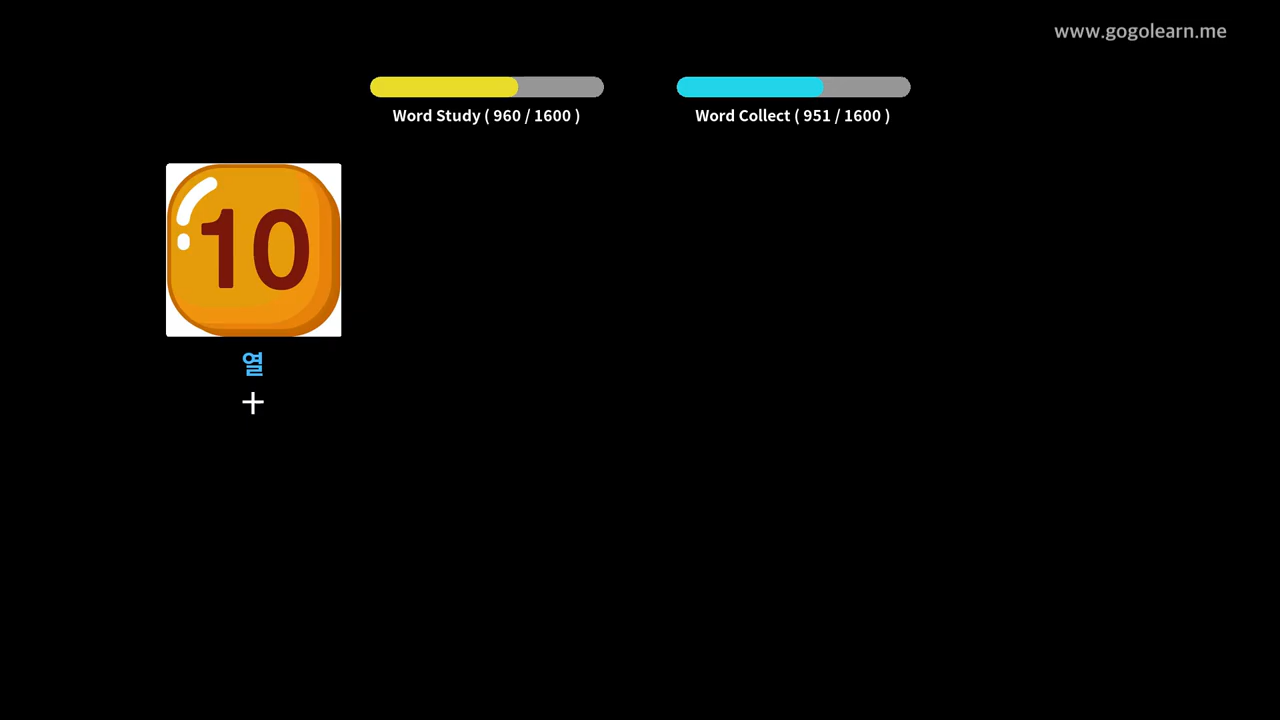 www.gogolearn.me
Word Study ( 960 / 1600 )
Word Collect ( 951 / 1600 )
10
열
+